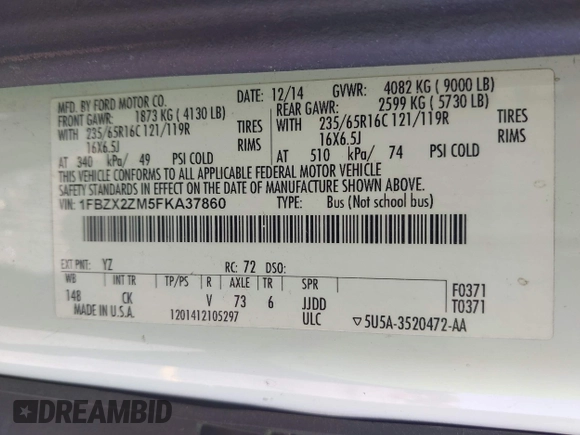 MFD. BY FORD MOTOR CO. DATE: 12/14 GVWR: 4082 KG ( 9000 LB)
FRONT GAWR: 1873 KG ( 4130 LB) REAR GAWR: 2599 KG ( 5730 LB)
WITH 235/65R16C 121/119R TIRES WITH 235/65R16C 121/119R TIRES
16X6.5J RIMS 16X6.5J RIMS
AT 340 kPa/ 49 PSI COLD AT 510 kPa/ 74 PSI COLD
THIS VEHICLE CONFORMS TO ALL APPLICABLE FEDERAL MOTOR VEHICLE
SAFETY STANDARDS IN EFFECT ON THE DATE OF MANUFACTURE SHOWN ABOVE.
VIN: 1FBZX2ZM5FKA37860 TYPE: Bus (Not school bus)
EXT PNT: YZ RC: 72 DSO:
WB INT TR TP/PS R AXLE TR SPR F0371
148 CK V 73 6 JJDD T0371
MADE IN U.S.A. 1201412105297 ULC ▽5U5A-3520472-AA
DREAMBID